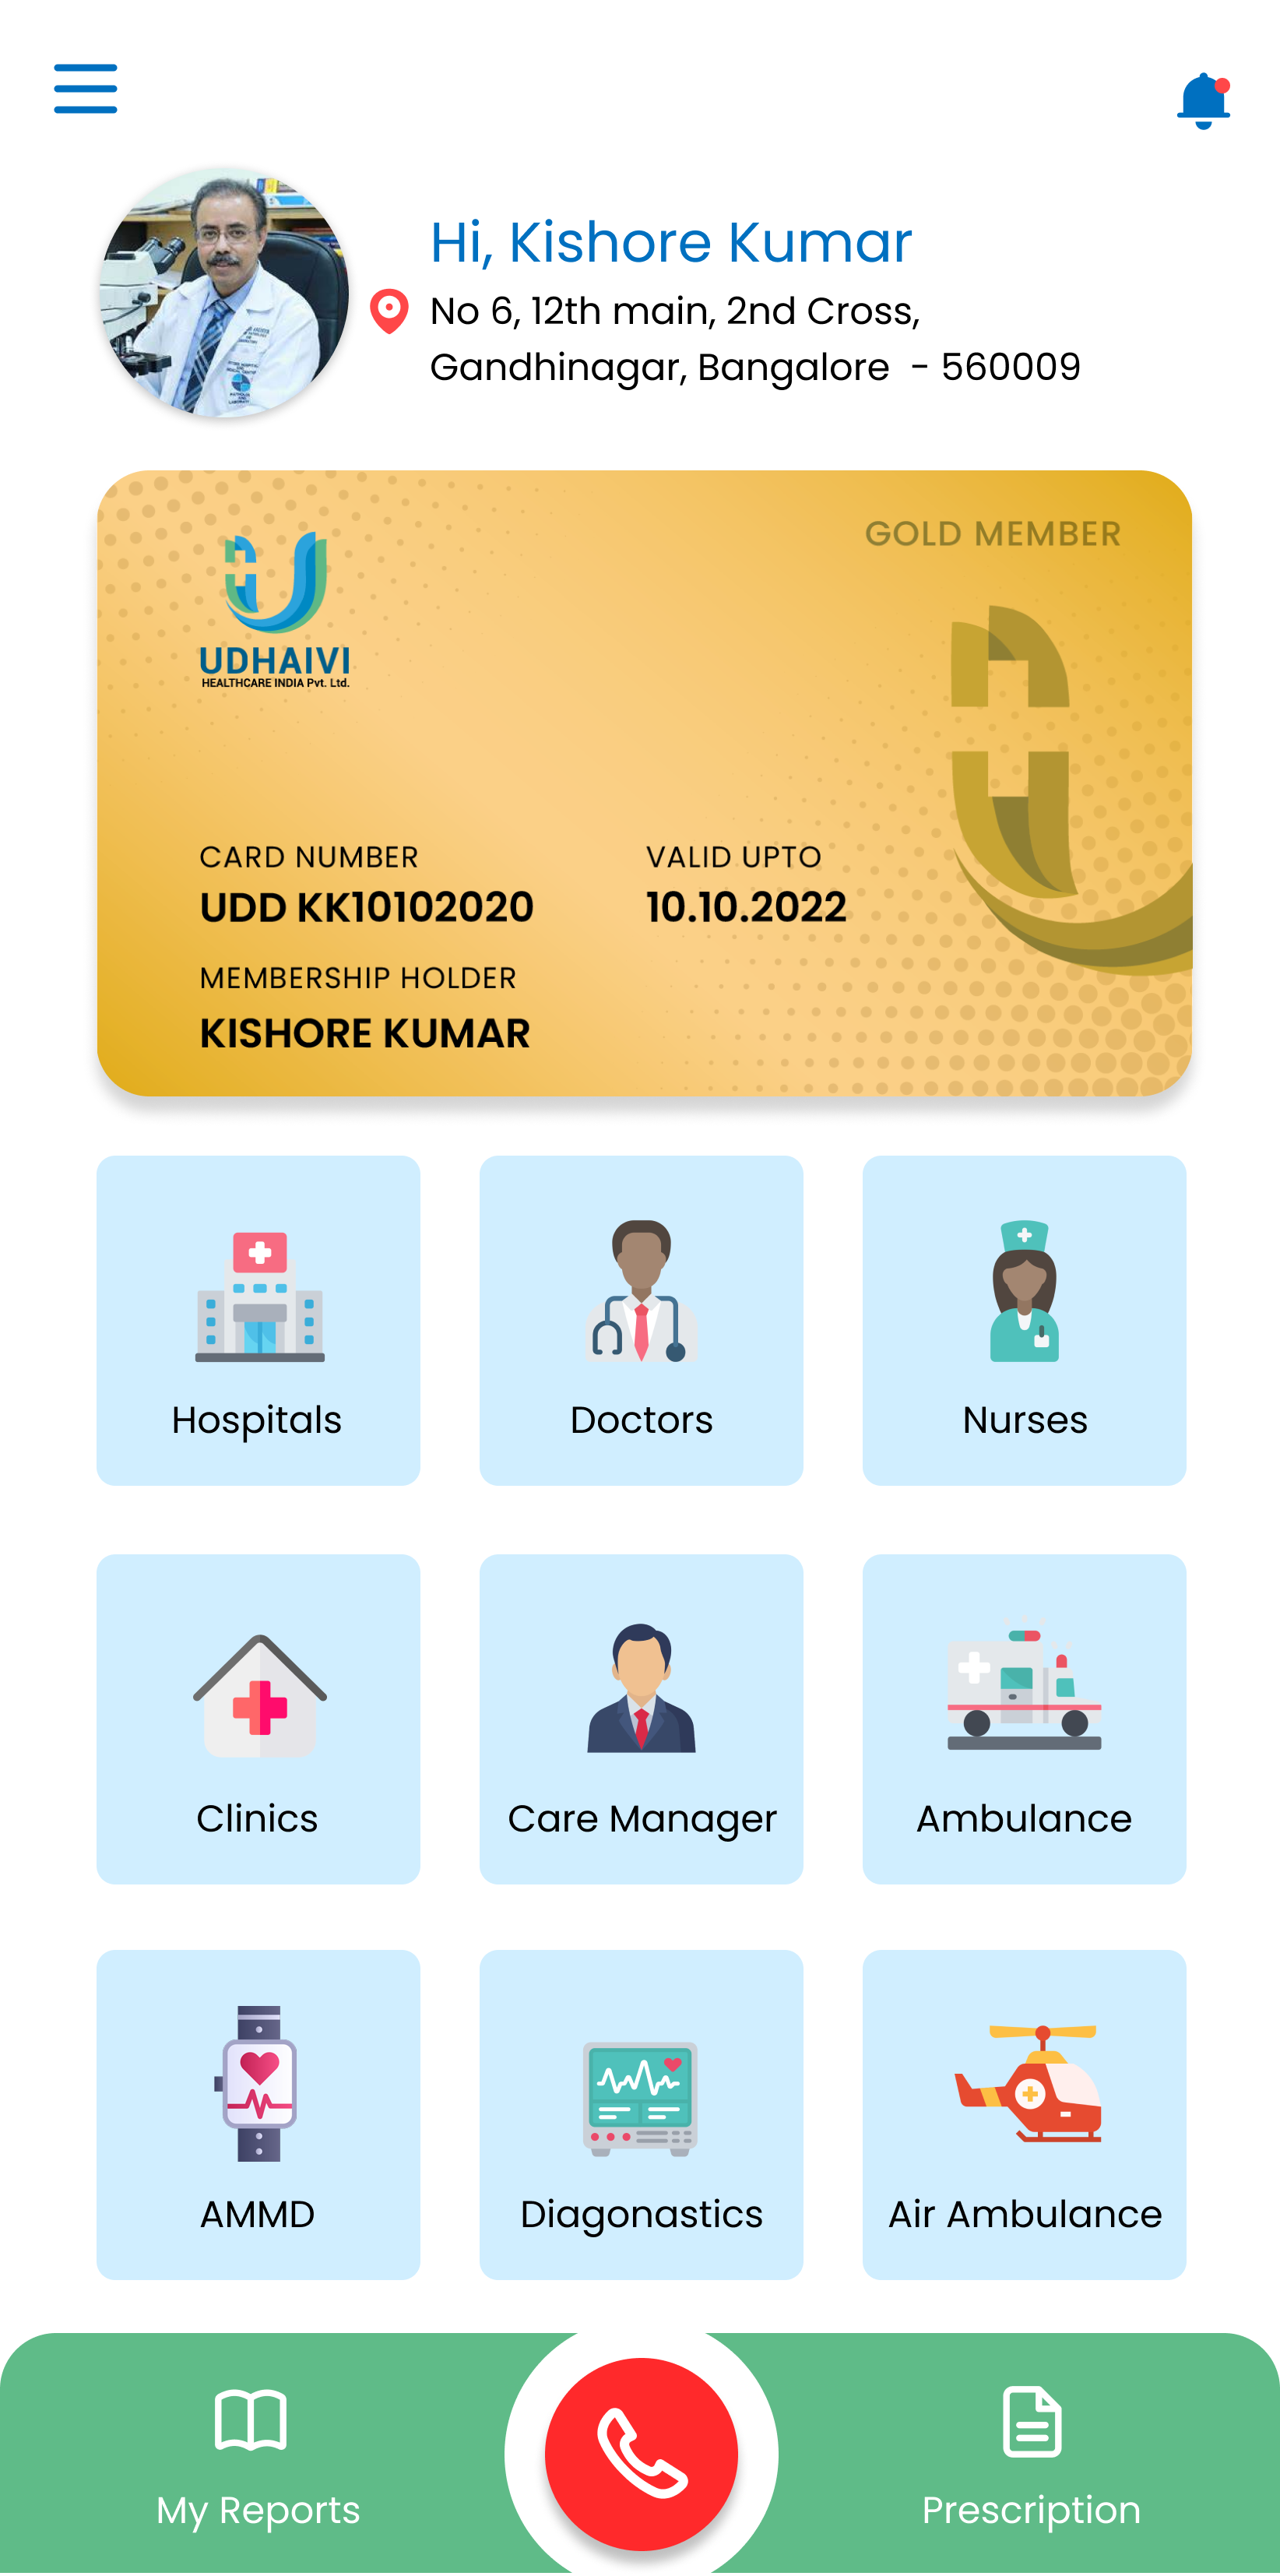 Hi, Kishore Kumar
No 6, 12th main, 2nd Cross,
Gandhinagar, Bangalore - 560009
GOLD MEMBER
UDHAIVI
HEALTHCARE INDIA Pvt. Ltd.
CARD NUMBER
VALID UPTO
UDD KK10102020
10.10.2022
MEMBERSHIP HOLDER
KISHORE KUMAR
Hospitals
Doctors
Nurses
Clinics
Care Manager
Ambulance
AMMD
Diagonastics
Air Ambulance
My Reports
Prescription